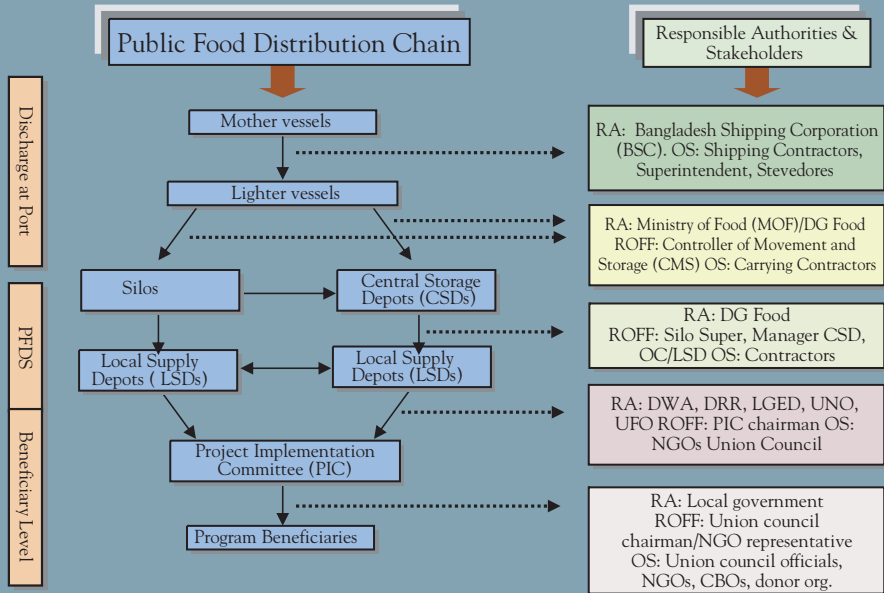 Public Food Distribution Chain
Responsible Authorities &
Stakeholders
Discharge at Port
PFDS
Beneficiary Level
Mother vessels
Lighter vessels
Silos
Central Storage
Depots (CSDs)
Local Supply
Depots ( LSDs)
Local Supply
Depots (LSDs)
Project Implementation
Committee (PIC)
Program Beneficiaries
RA: Bangladesh Shipping Corporation
(BSC). OS: Shipping Contractors,
Superintendent, Stevedores
RA: Ministry of Food (MOF)/DG Food
ROFF: Controller of Movement and
Storage (CMS) OS: Carrying Contractors
RA: DG Food
ROFF: Silo Super, Manager CSD,
OC/LSD OS: Contractors
RA: DWA, DRR, LGED, UNO,
UFO ROFF: PIC chairman OS:
NGOs Union Council
RA: Local government
ROFF: Union council
chairman/NGO representative
OS: Union council officials,
NGOs, CBOs, donor org.